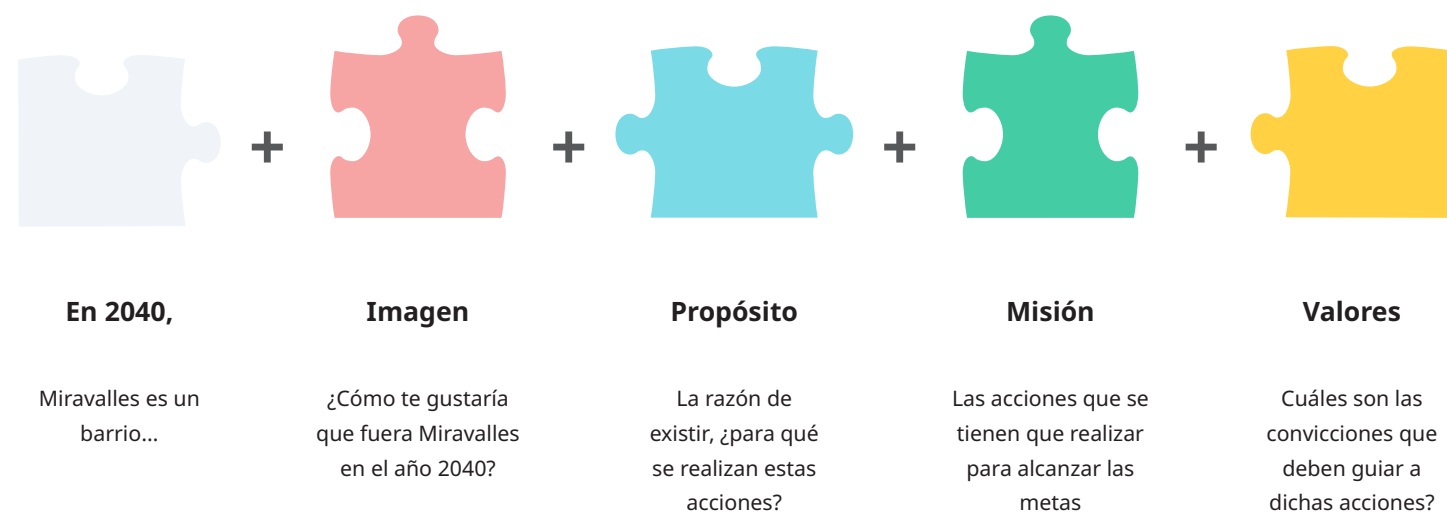 +
+
+
+
En 2040,
Miravalles es un
barrio...
Imagen
¿Cómo te gustaría
que fuera Miravalles
en el año 2040?
Propósito
La razón de
existir, ¿para qué
se realizan estas
acciones?
Misión
Las acciones que se
tienen que realizar
para alcanzar las
metas
Valores
Cuáles son las
convicciones que
deben guiar a
dichas acciones?